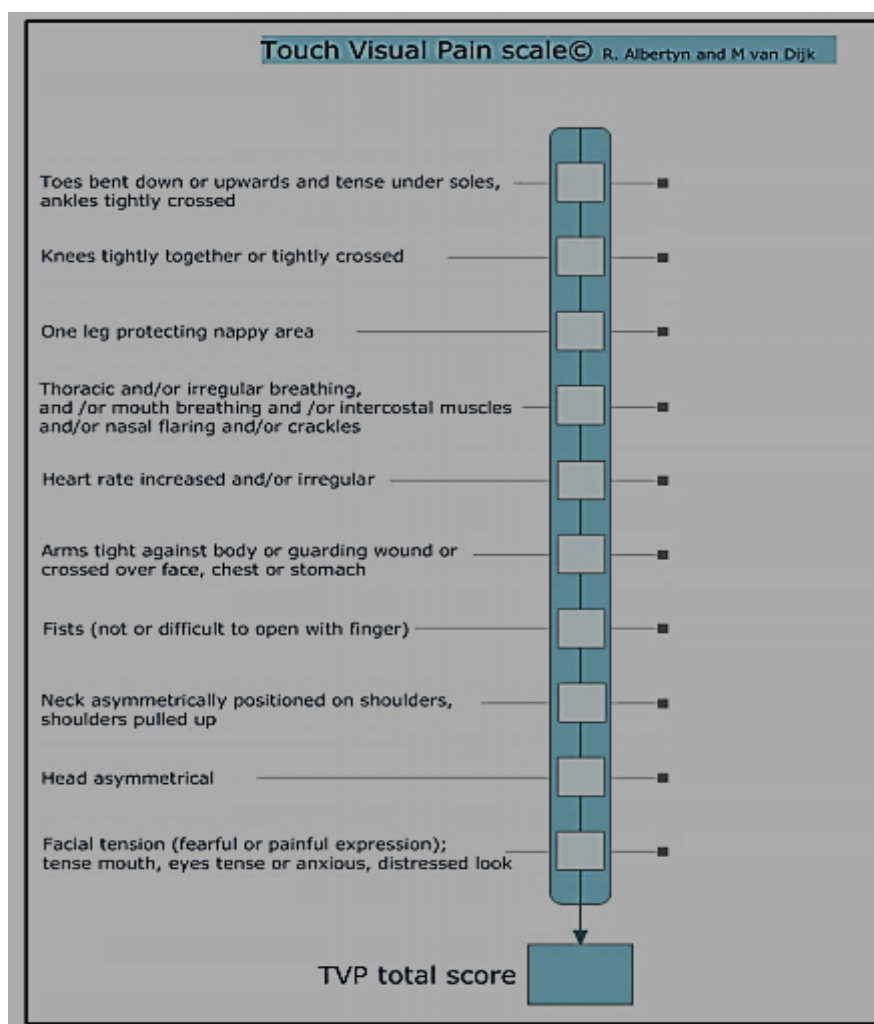 Touch Visual Pain scale© R. Albertyn and M van Dijk
Toes bent down or upwards and tense under soles,
ankles tightly crossed
Knees tightly together or tightly crossed
One leg protecting nappy area
Thoracic and/or irregular breathing,
and /or mouth breathing and /or intercostal muscles
and/or nasal flaring and/or crackles
Heart rate increased and/or irregular
Arms tight against body or guarding wound or
crossed over face, chest or stomach
Fists (not or difficult to open with finger)
Neck asymmetrically positioned on shoulders,
shoulders pulled up
Head asymmetrical
Facial tension (fearful or painful expression);
tense mouth, eyes tense or anxious, distressed look
TVP total score